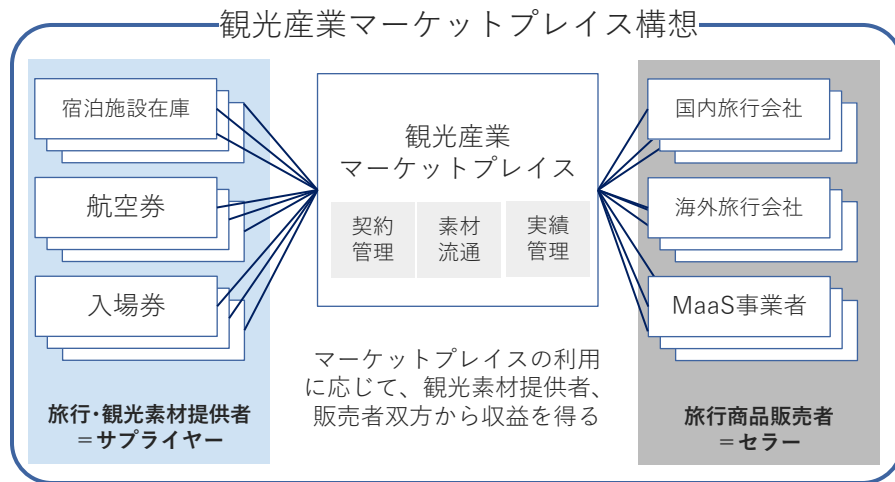 観光産業マーケットプレイス構想
宿泊施設在庫
航空券
入場券
旅行・観光素材提供者
＝サプライヤー
観光産業
マーケットプレイス
契約
管理
素材
流通
実績
管理
マーケットプレイスの利用
に応じて、観光素材提供者、
販売者双方から収益を得る
国内旅行会社
海外旅行会社
MaaS事業者
旅行商品販売者
＝セラー